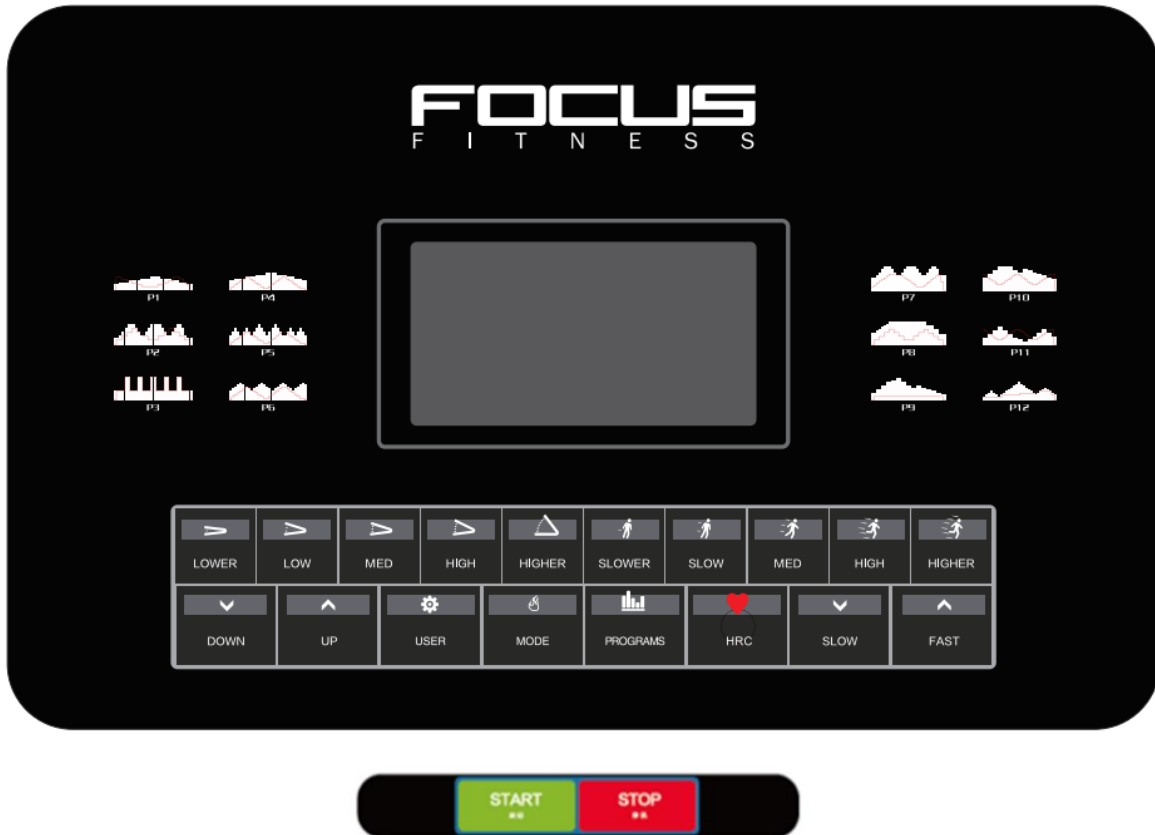 FOCUS
FITNESS
P1 P4
P2 P5
P3 P6
P7 P10
P8 P11
P9 P12
LOWER LOW MED HIGH HIGHER SLOWER SLOW MED HIGH HIGHER
DOWN UP USER MODE PROGRAMS HRC SLOW FAST
START STOP